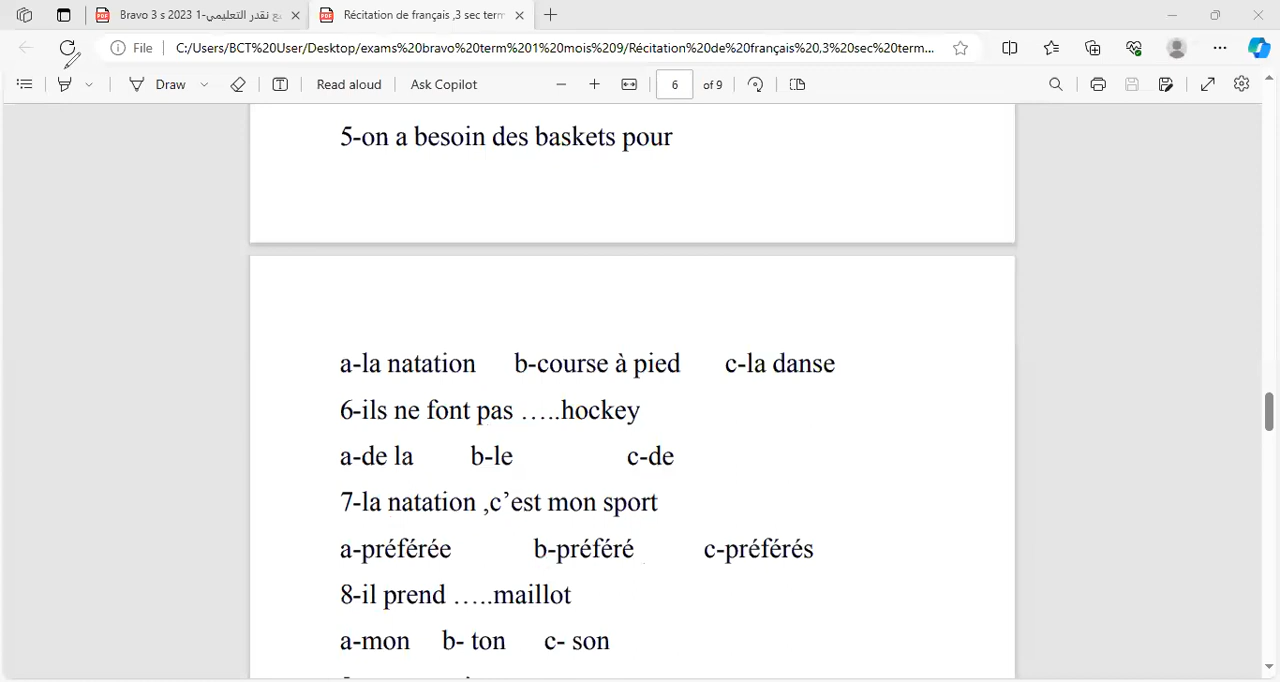 Bravo 3 s 2023 1-مع نقدر التعليمي
Récitation de français ,3 sec term
File
C:/Users/BCT%20User/Desktop/exams%20bravo%20term%201%20mois%209/Récitation%20de%20français%20,3%20sec%20term...
Draw
Read aloud
Ask Copilot
6
of 9
5-on a besoin des baskets pour
a-la natation b-course à pied c-la danse
6-ils ne font pas …..hockey
a-de la b-le c-de
7-la natation ,c’est mon sport
a-préférée b-préféré c-préférés
8-il prend …..maillot
a-mon b- ton c- son